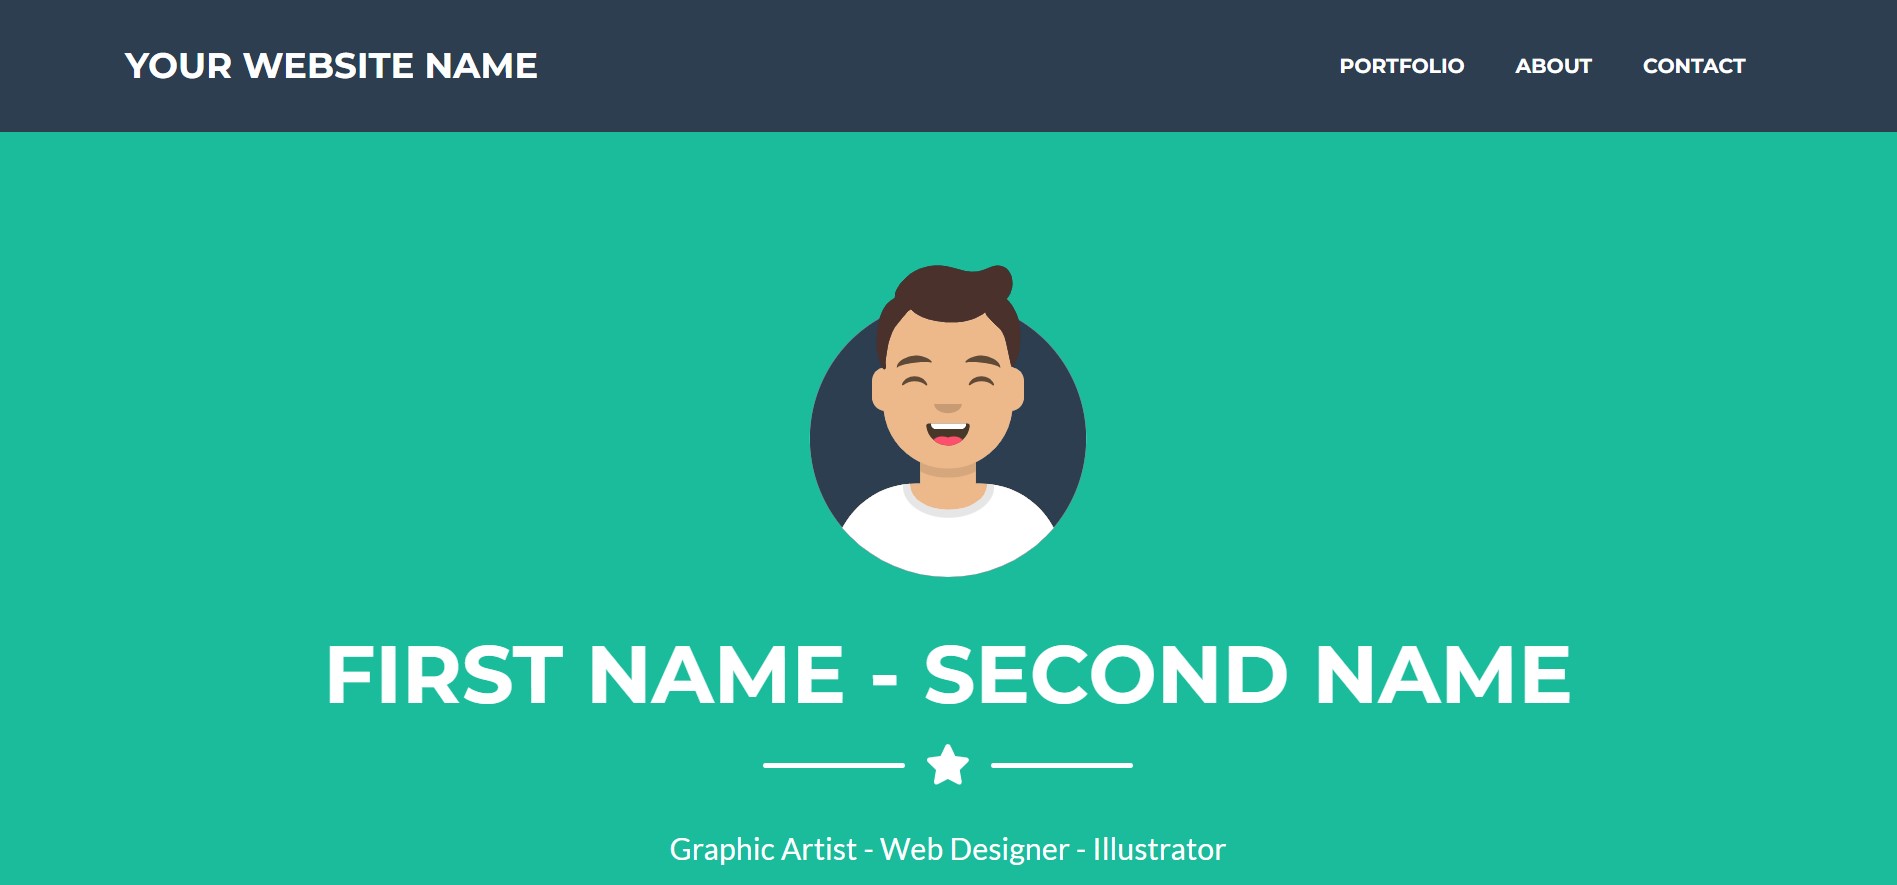 YOUR WEBSITE NAME
PORTFOLIO ABOUT CONTACT
FIRST NAME - SECOND NAME
Graphic Artist - Web Designer - Illustrator